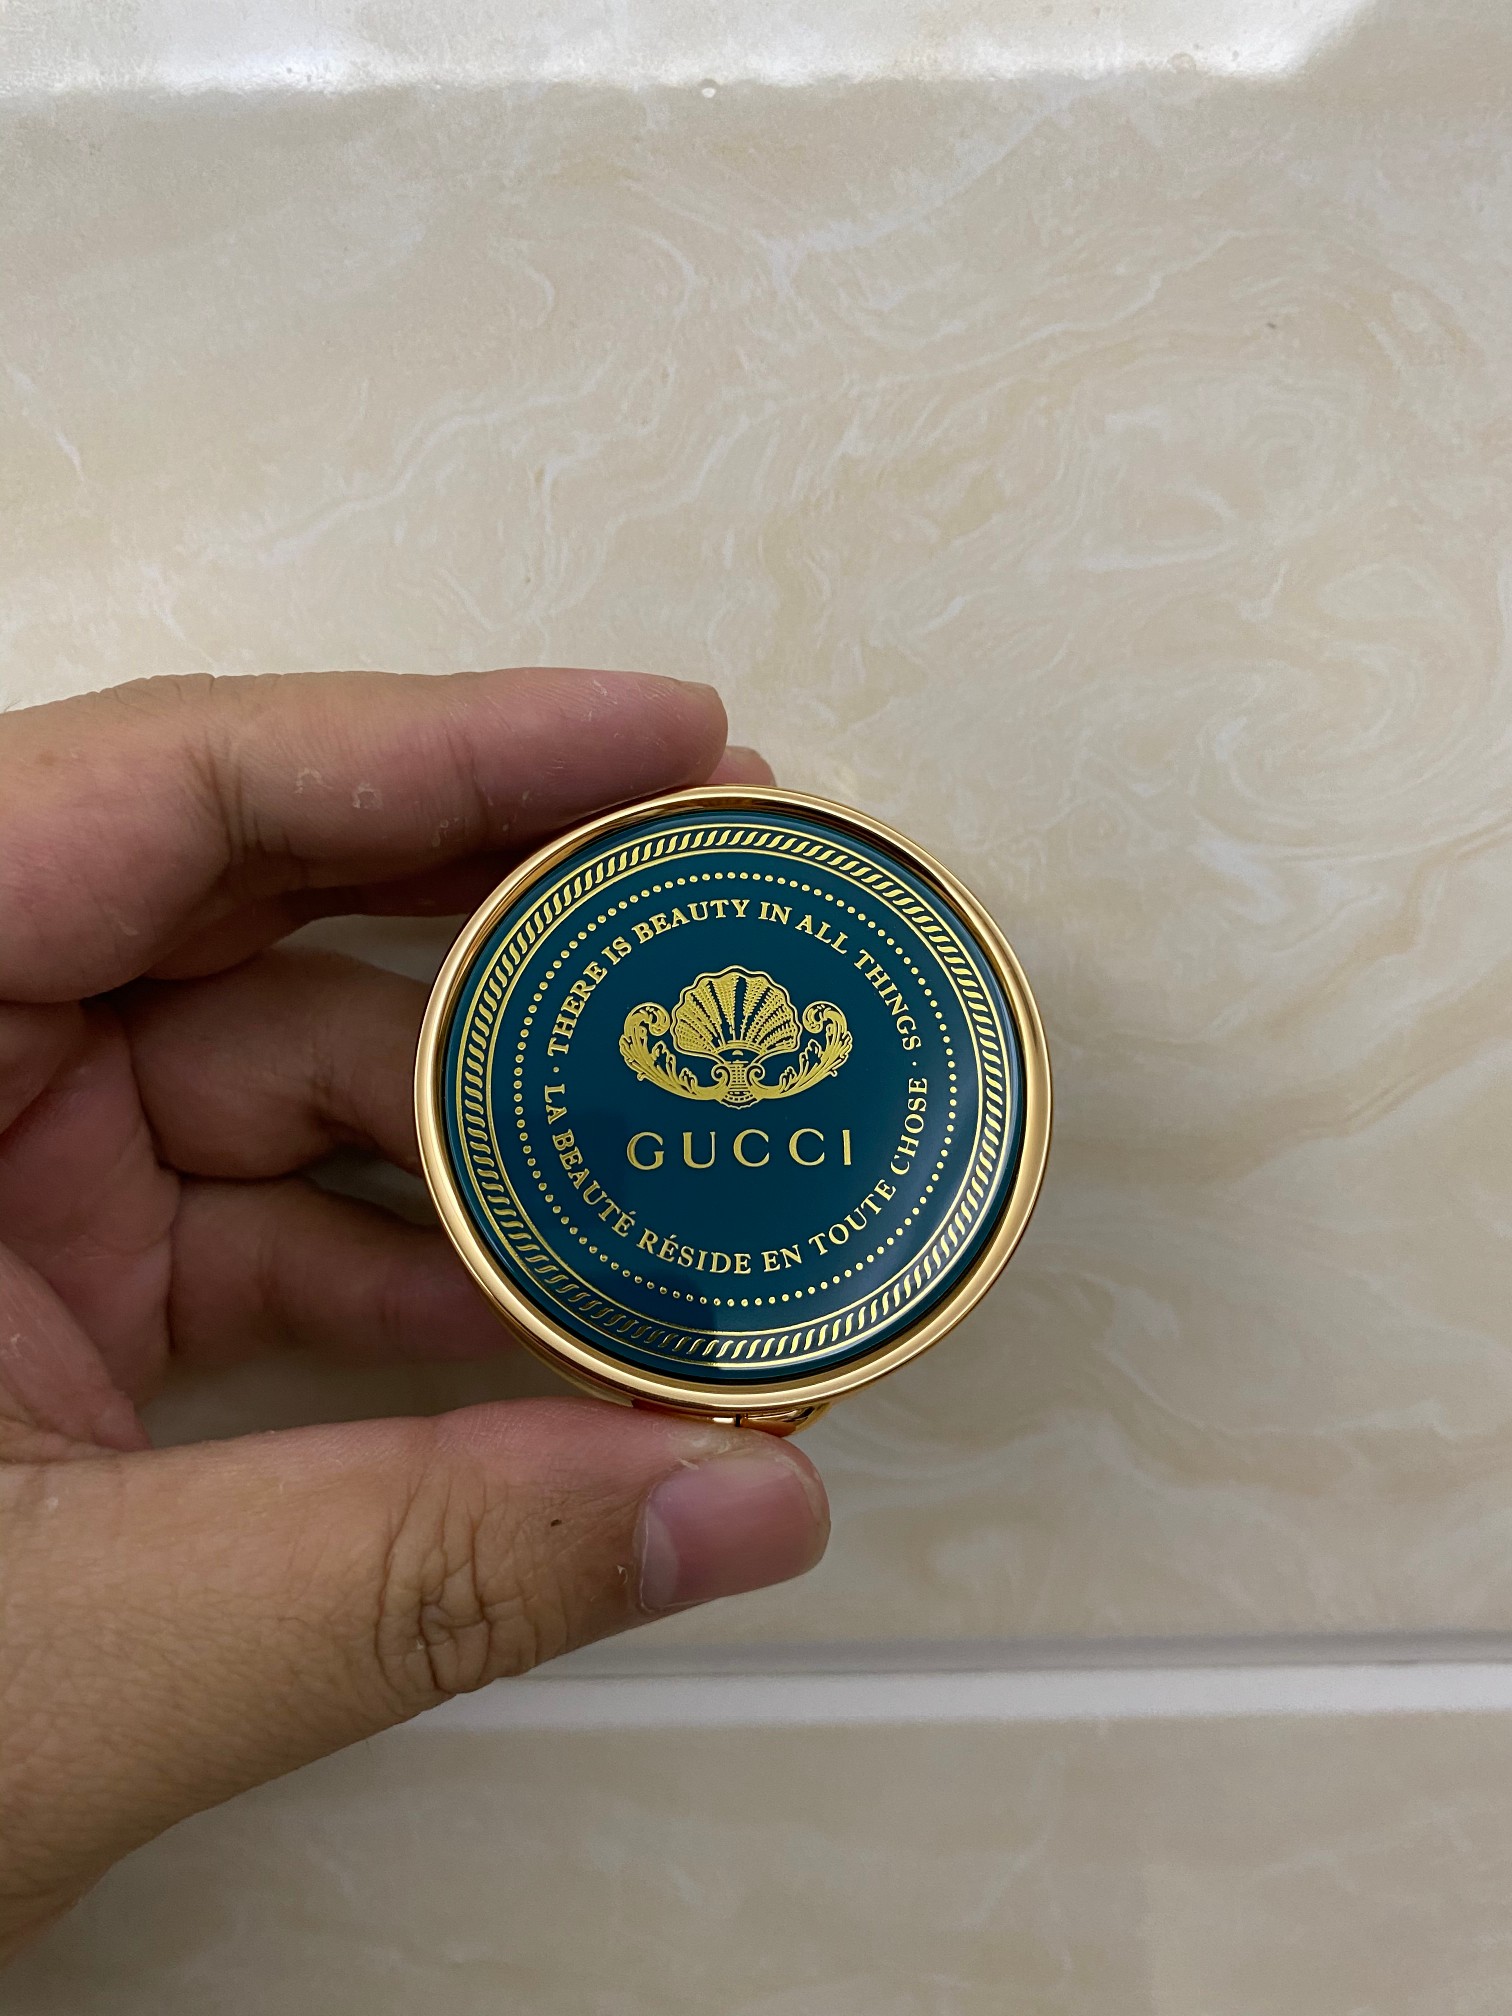 · THERE IS BEAUTY IN ALL THINGS ·
GUCCI
LA BEAUTÉ RÉSIDE EN TOUTE CHOSE